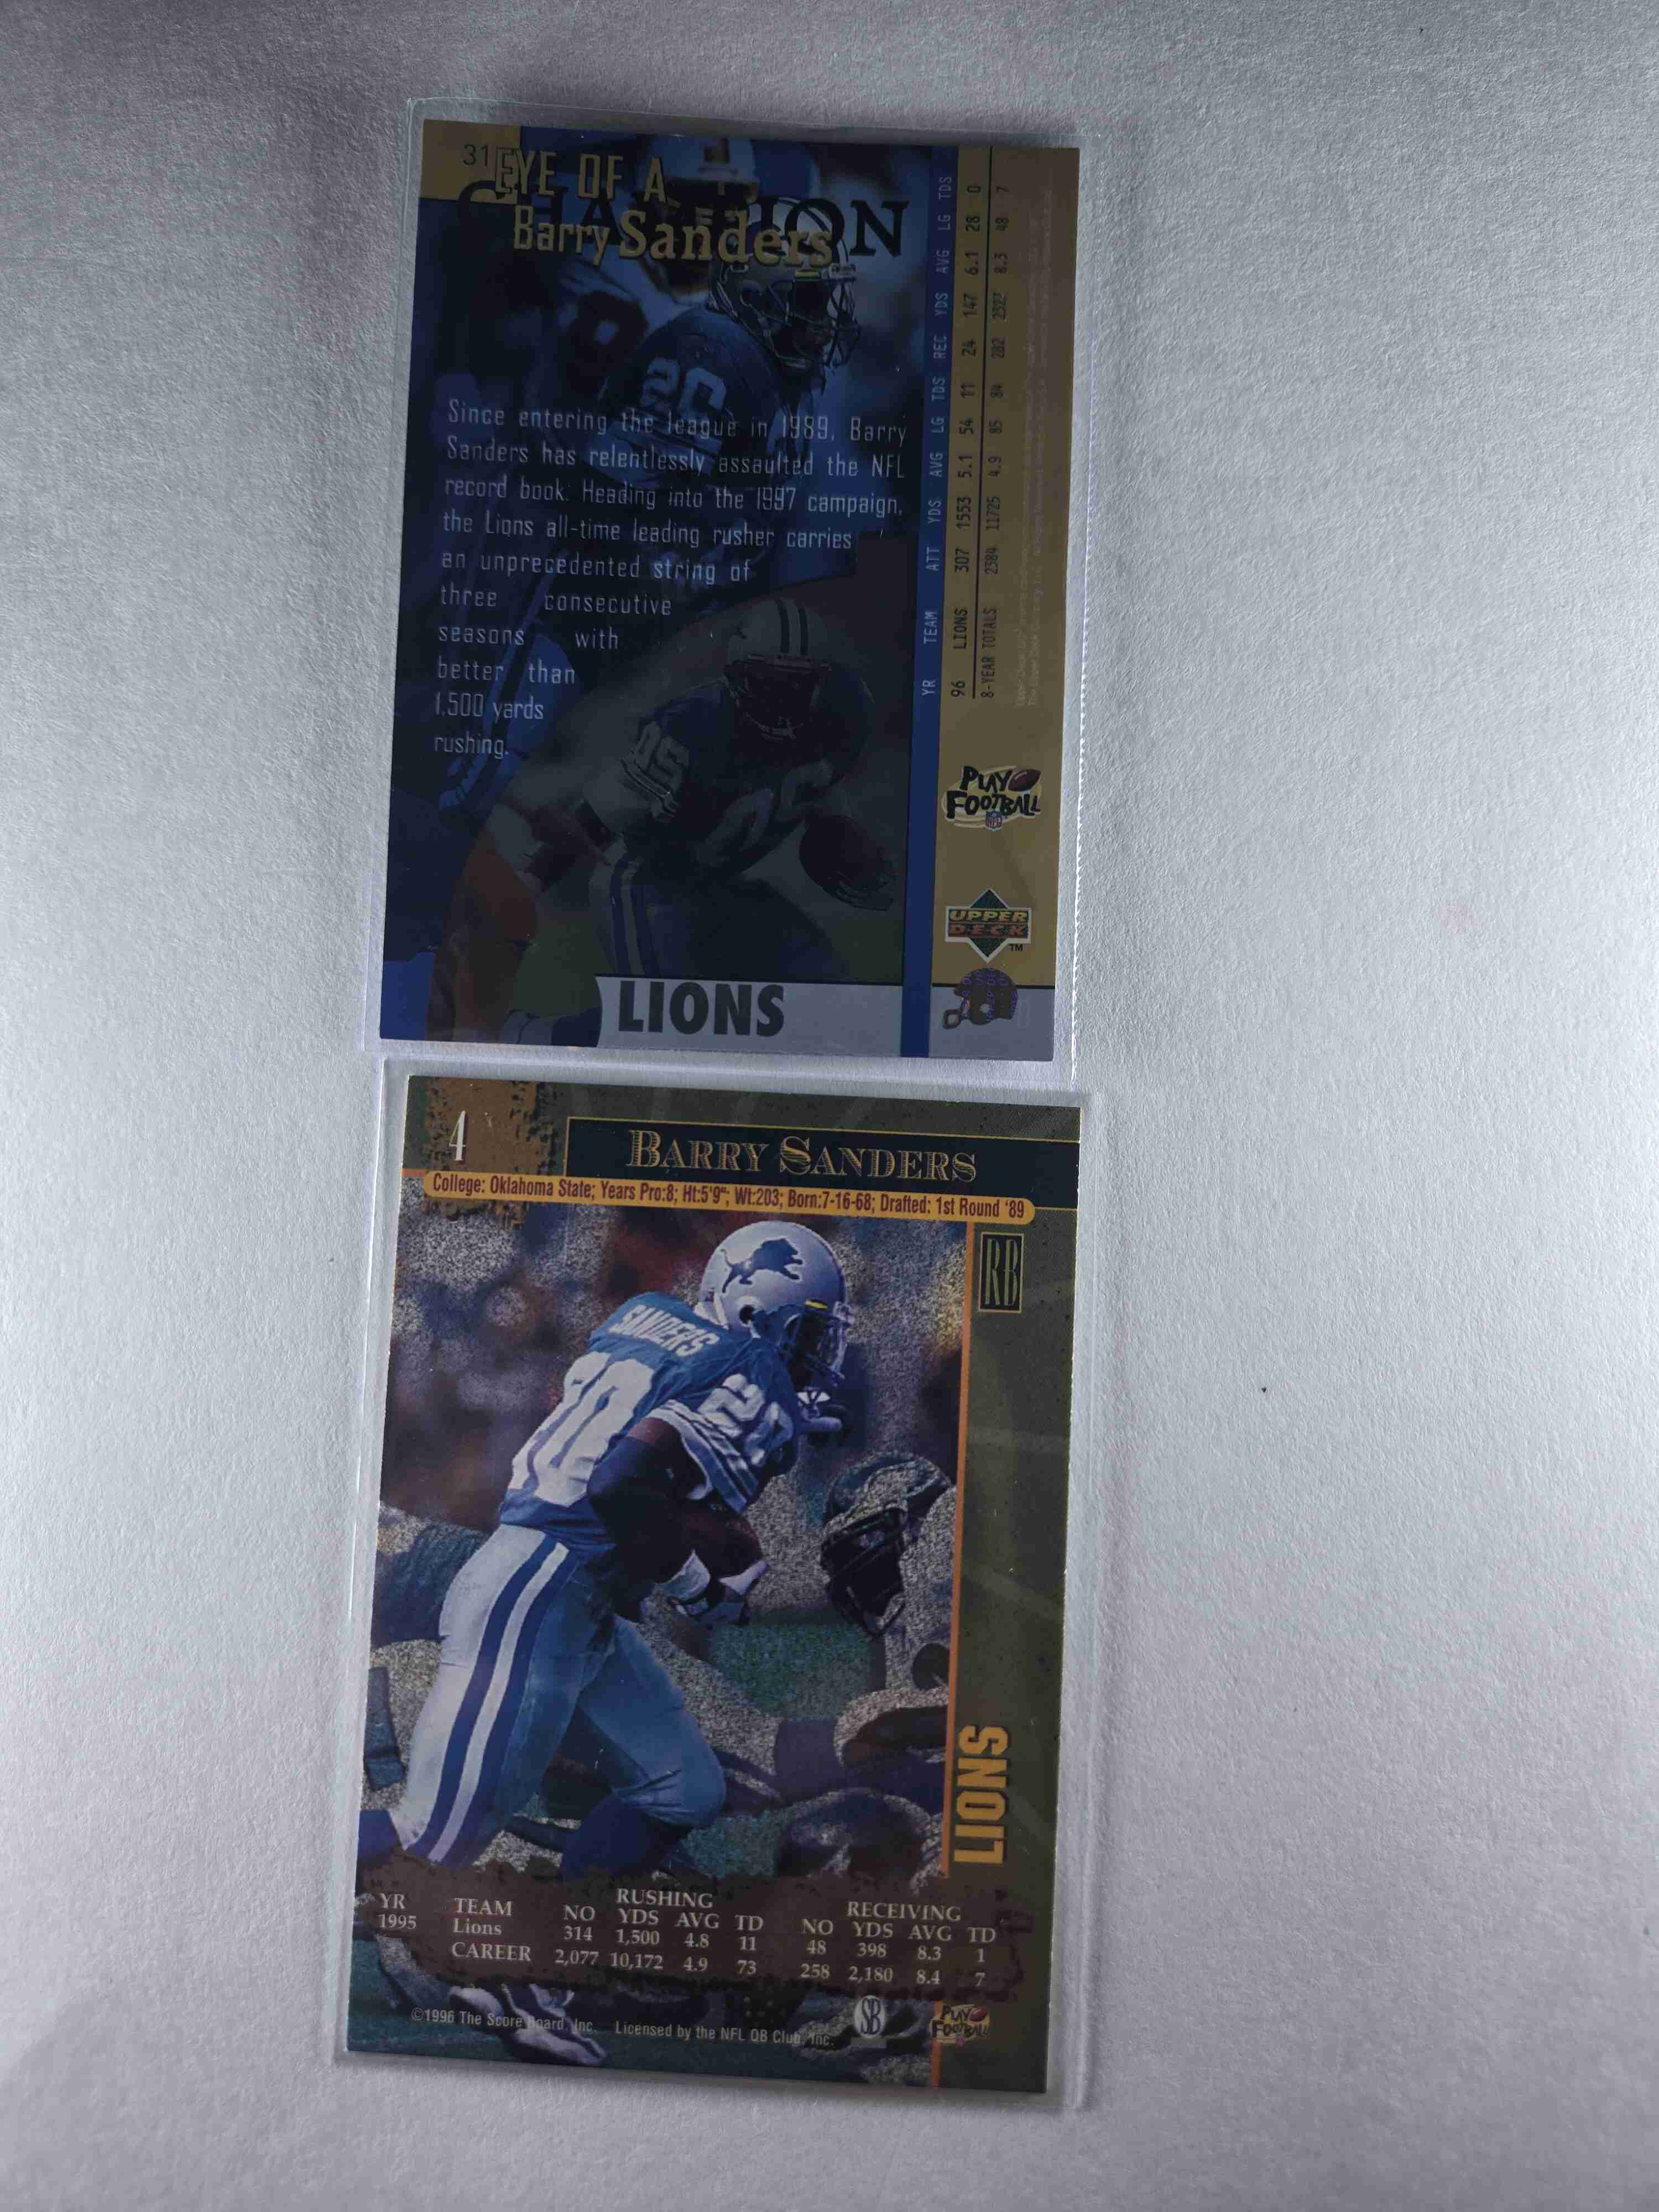 31
EYE OF A
CHAMPION
Barry Sanders
Since entering the league in 1989, Barry
Sanders has relentlessly assaulted the NFL
record book. Heading into the 1997 campaign,
the Lions all-time leading rusher carries
an unprecedented string of
three consecutive
seasons with
better than
1,500 yards
rushing.
20
LIONS
YR TEAM ATT YDS AVG LG TDS REC YDS AVG LG TDS
96 LIONS 307 1553 5.1 54 11 24 147 6.1 28 0
8-YEAR TOTALS 2384 11725 4.9 85 84 282 2327 8.3 48 7
PLAY
FOOTBALL
NFL
UPPER
DECK
TM
4
BARRY SANDERS
College: Oklahoma State; Years Pro:8; Ht:5'9"; Wt:203; Born:7-16-68; Drafted: 1st Round '89
RB
SANDERS
20
20
LIONS
RUSHING RECEIVING
YR TEAM NO YDS AVG TD NO YDS AVG TD
1995 Lions 314 1,500 4.8 11 48 398 8.3 1
CAREER 2,077 10,172 4.9 73 258 2,180 8.4 7
©1996 The Score Board, Inc. Licensed by the NFL QB Club, Inc.
SB
PLAY
FOOTBALL